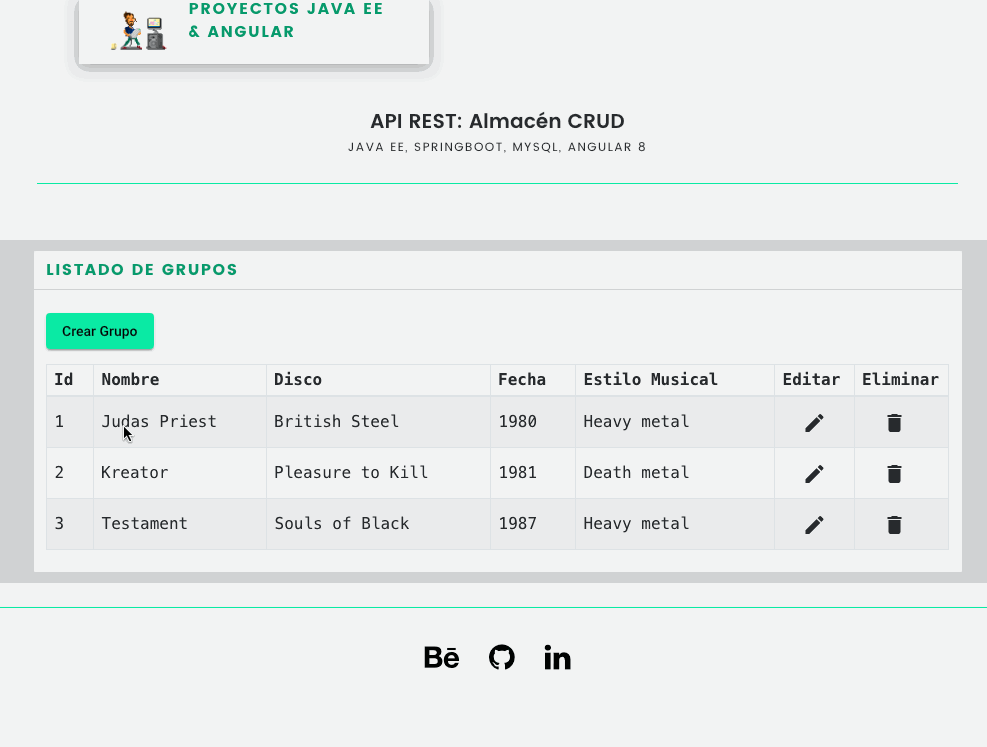 PROYECTOS JAVA EE
& ANGULAR
API REST: Almacén CRUD
JAVA EE, SPRINGBOOT, MYSQL, ANGULAR 8
LISTADO DE GRUPOS
Crear Grupo
Id Nombre Disco Fecha Estilo Musical Editar Eliminar
1 Judas Priest British Steel 1980 Heavy metal
2 Kreator Pleasure to Kill 1981 Death metal
3 Testament Souls of Black 1987 Heavy metal
Bē in